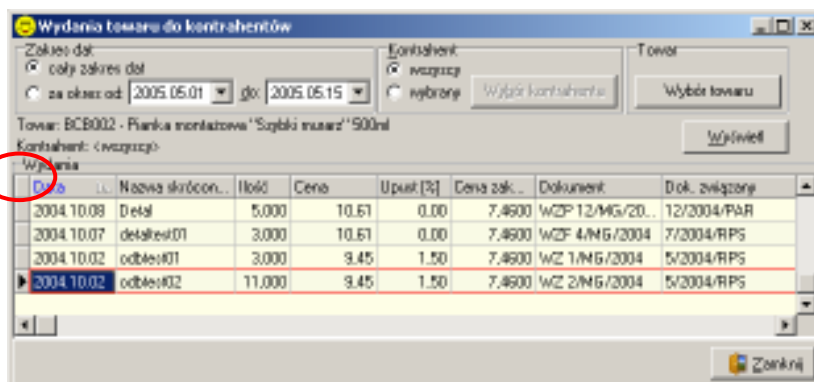 Wydania towaru do kontrahentów
Zakres dat
cały zakres dat
za okres od: 2005.05.01 do: 2005.05.15
Kontrahent
wszyscy
wybrany Wybór kontrahenta
Towar
Wybór towaru
Towar: BCB002 - Pianka montażowa "Szybki murarz" 500ml
Kontrahent: <wszyscy>
Wyświetl
Wydania
Data Nazwa skrócon... Ilość Cena Upust [%] Cena zak... Dokument Dok. związany
2004.10.08 Detal 5.000 10.61 0.00 7.4600 WZP 12/MG/20... 12/2004/PAR
2004.10.07 detaltest01 3.000 10.61 0.00 7.4600 WZF 4/MG/2004 7/2004/RPS
2004.10.02 odbtest01 3.000 9.45 1.50 7.4600 WZ 1/MG/2004 5/2004/RPS
2004.10.02 odbtest02 11.000 9.45 1.50 7.4600 WZ 2/MG/2004 5/2004/RPS
Zamknij